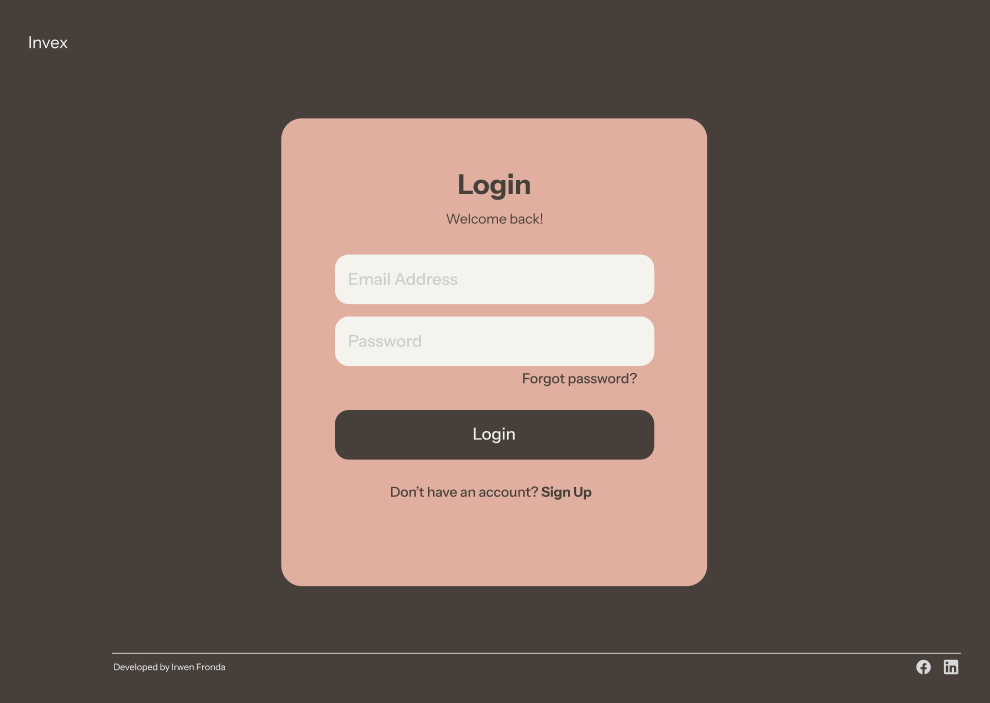 Invex
Login
Welcome back!
Email Address
Password
Forgot password?
Login
Don't have an account? Sign Up
Developed by Irwen Fronda